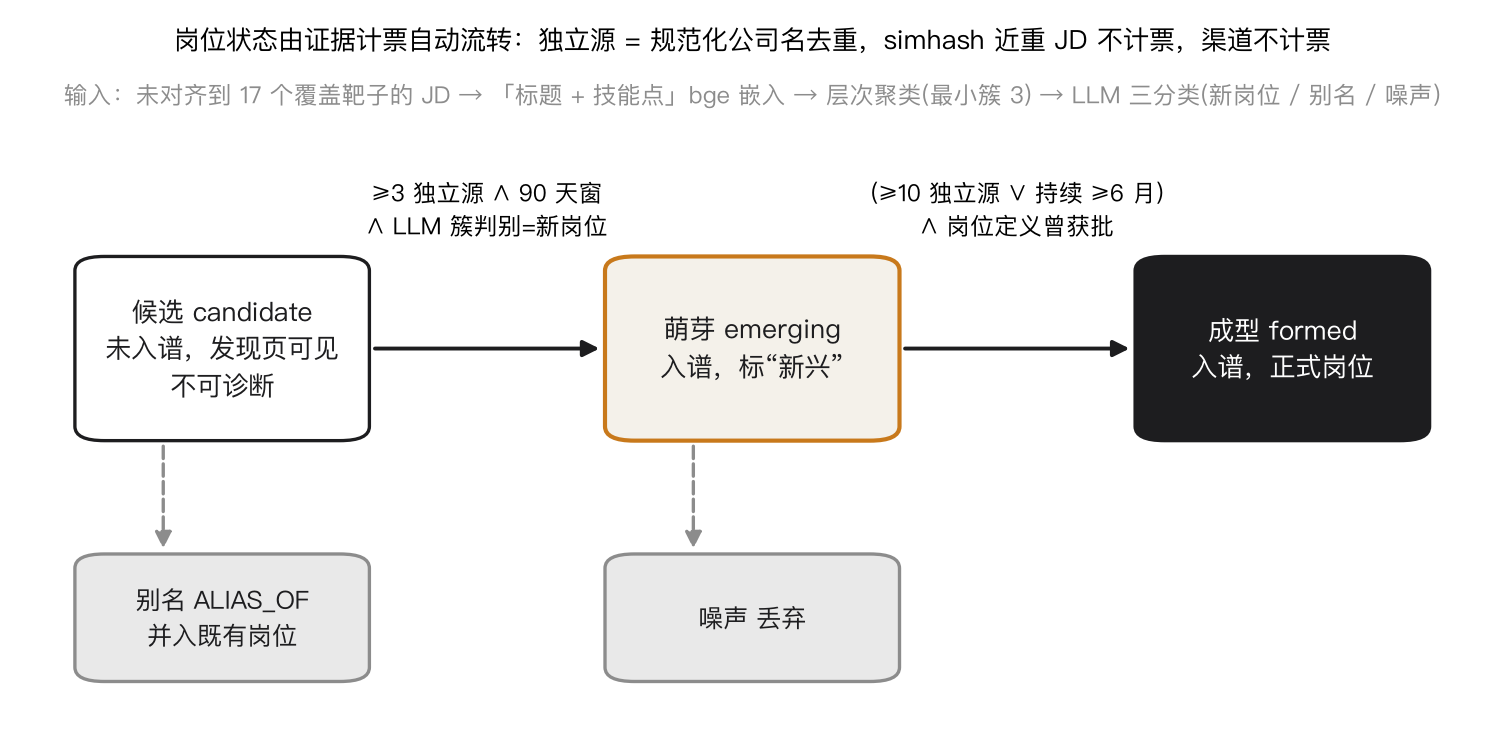 岗位状态由证据计票自动流转：独立源 = 规范化公司名去重，simhash 近重 JD 不计票，渠道不计票
输入：未对齐到 17 个覆盖靶子的 JD → 「标题 + 技能点」bge 嵌入 → 层次聚类(最小簇 3) → LLM 三分类(新岗位 / 别名 / 噪声)
≥3 独立源 ∧ 90 天窗
∧ LLM 簇判别=新岗位
(≥10 独立源 ∨ 持续 ≥6 月)
∧ 岗位定义曾获批
候选 candidate
未入谱，发现页可见
不可诊断
萌芽 emerging
入谱，标“新兴”
成型 formed
入谱，正式岗位
别名 ALIAS_OF
并入既有岗位
噪声 丢弃